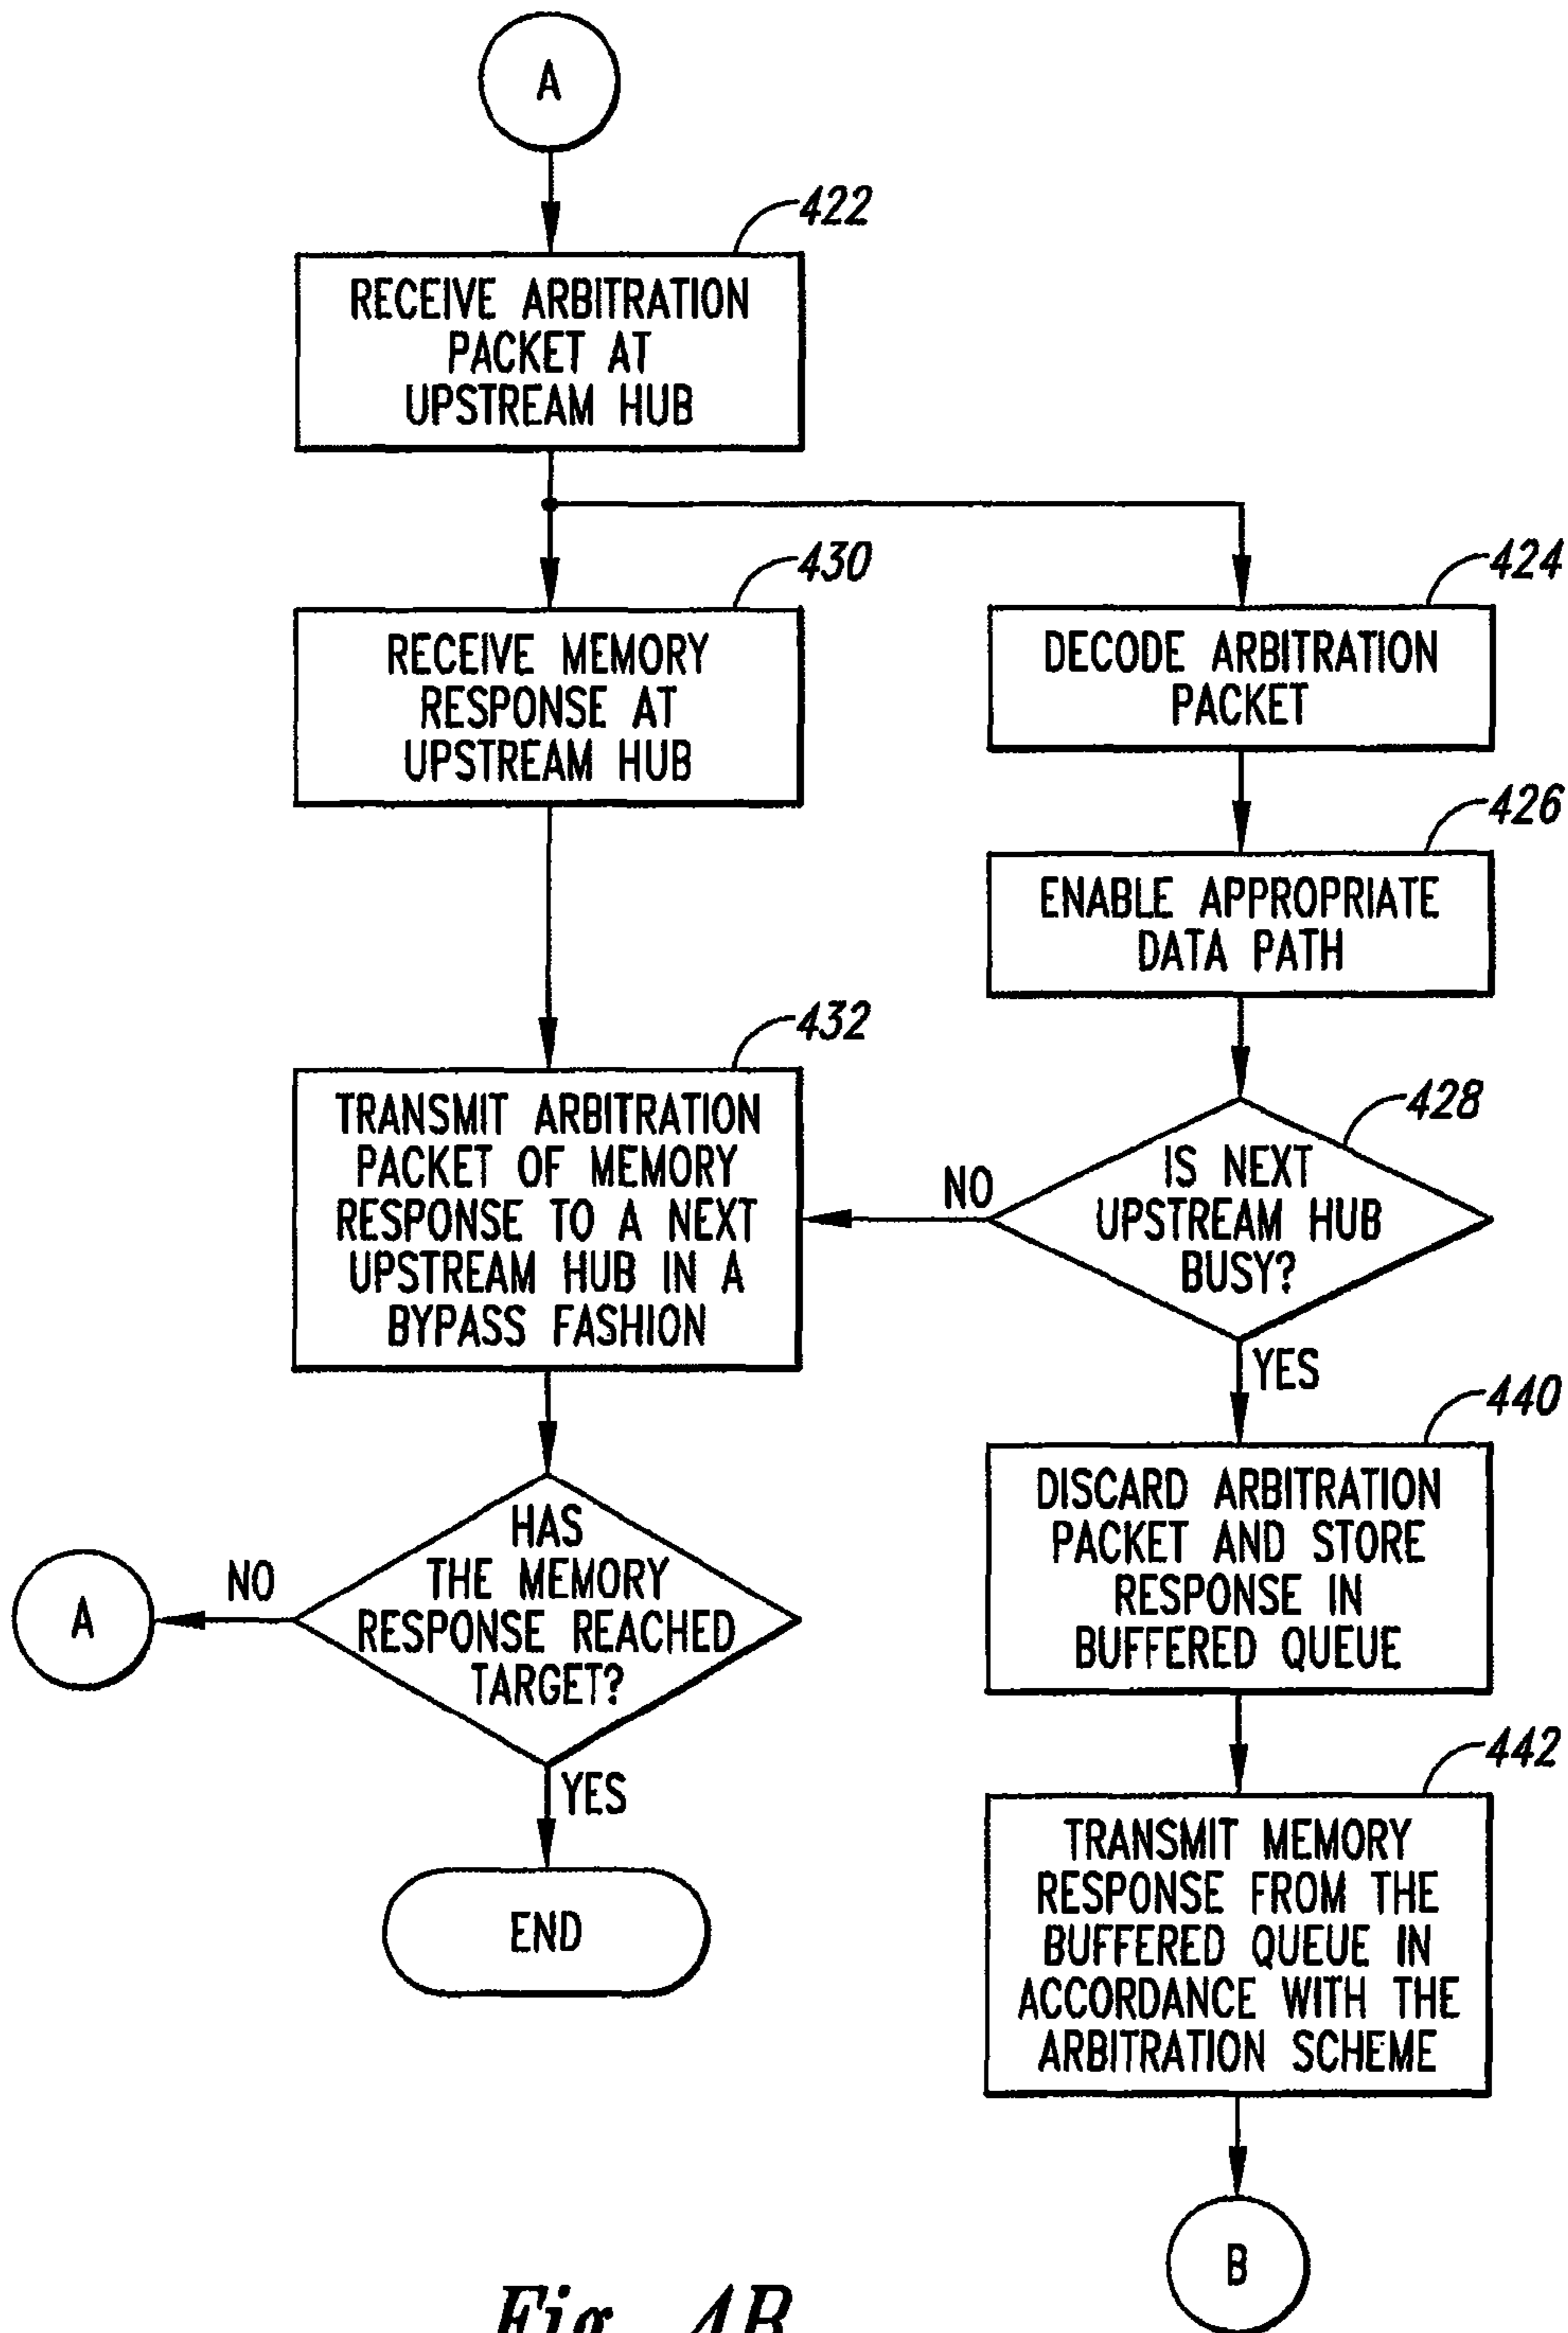 A
422
RECEIVE ARBITRATION
PACKET AT
UPSTREAM HUB
430
RECEIVE MEMORY
RESPONSE AT
UPSTREAM HUB
424
DECODE ARBITRATION
PACKET
426
ENABLE APPROPRIATE
DATA PATH
432
TRANSMIT ARBITRATION
PACKET OF MEMORY
RESPONSE TO A NEXT
UPSTREAM HUB IN A
BYPASS FASHION
428
IS NEXT
UPSTREAM HUB
BUSY?
NO
YES
HAS
THE MEMORY
RESPONSE REACHED
TARGET?
NO
A
YES
END
440
DISCARD ARBITRATION
PACKET AND STORE
RESPONSE IN
BUFFERED QUEUE
442
TRANSMIT MEMORY
RESPONSE FROM THE
BUFFERED QUEUE IN
ACCORDANCE WITH THE
ARBITRATION SCHEME
B
Fig. 4B